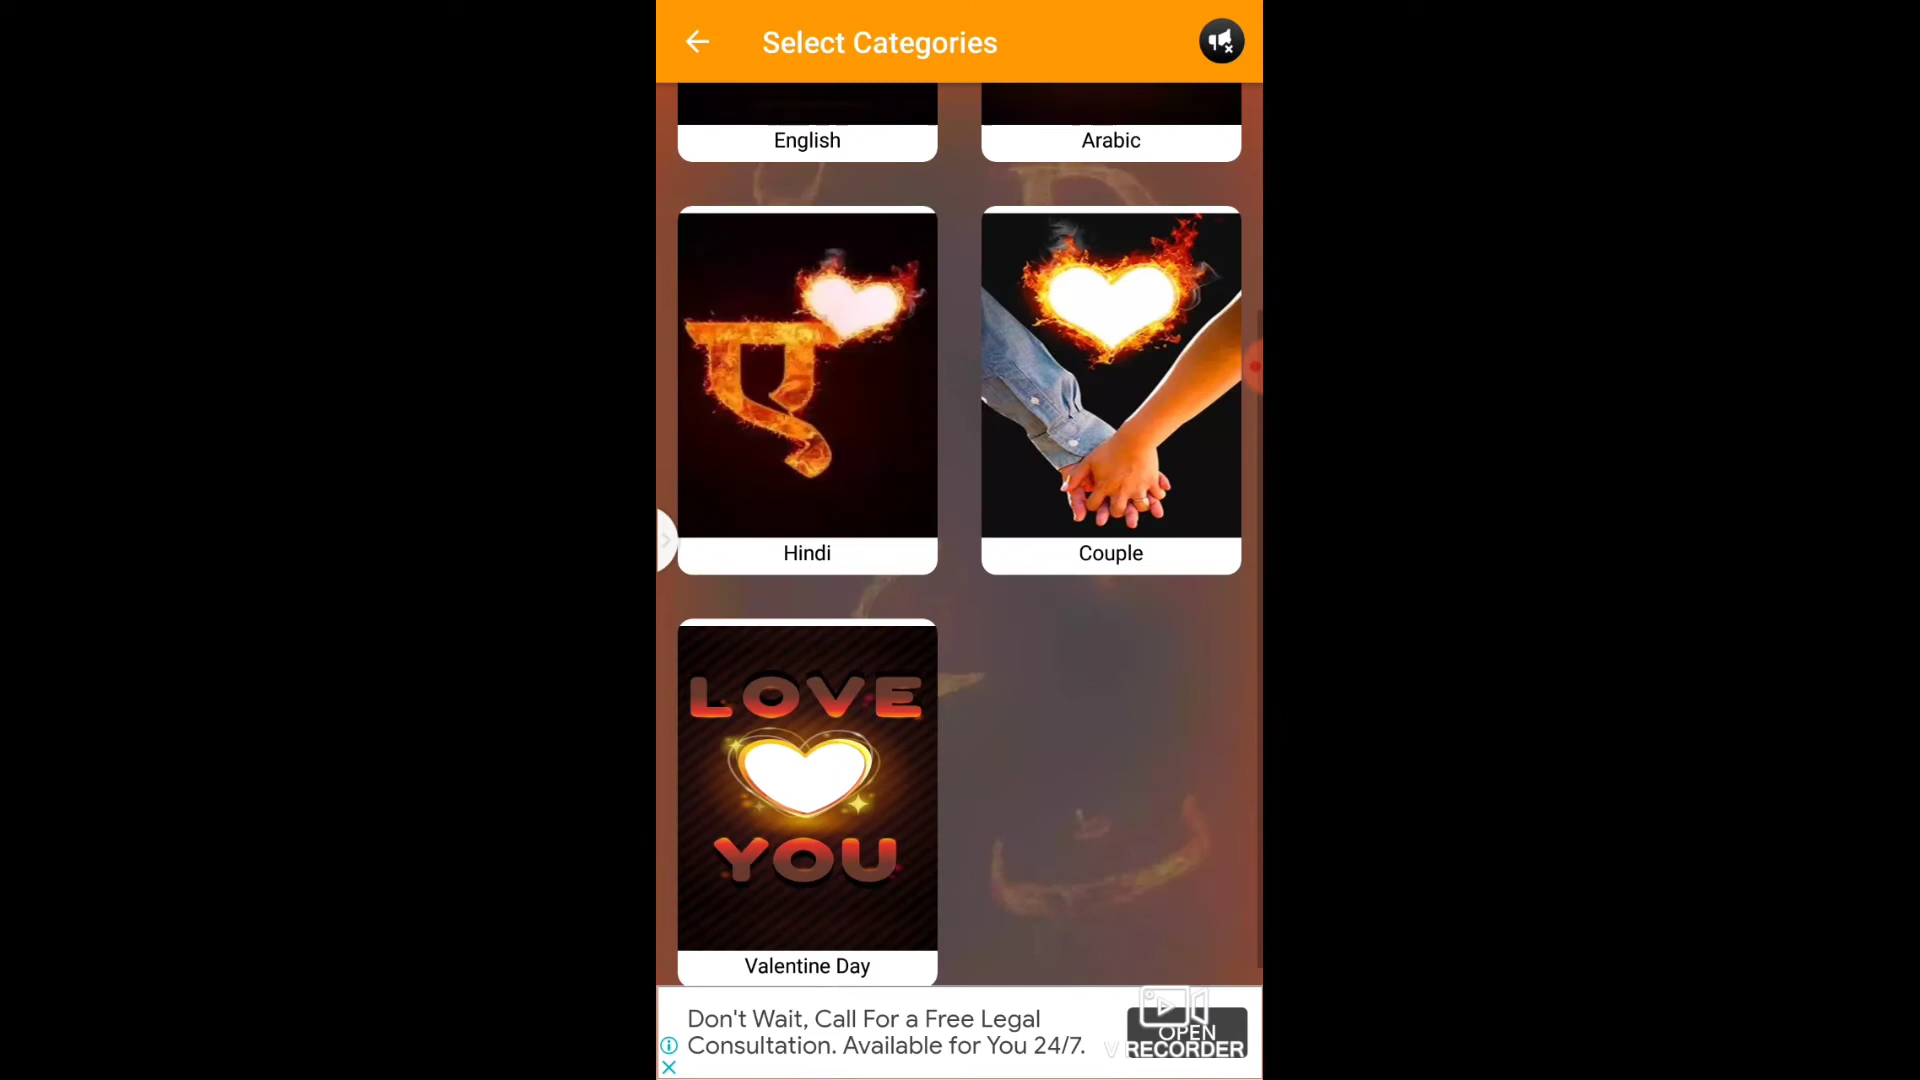 Select Categories
English
Arabic
ए
Hindi
Couple
LOVE
YOU
Valentine Day
Don't Wait, Call For a Free Legal
Consultation. Available for You 24/7.
OPEN
V RECORDER